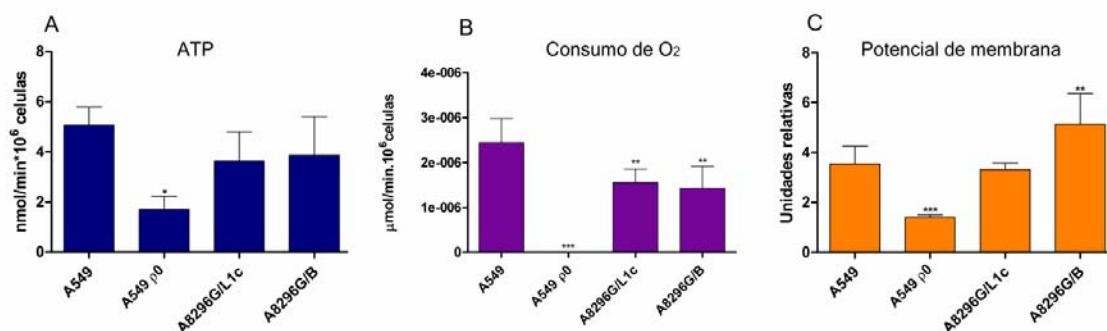 A
ATP
nmol/min*10⁶ celulas
8
6
4
2
0
A549
A549 ρ0
A8296G/L1c
A8296G/B
*
B
Consumo de O₂
μmol/min.10⁶celulas
4e-006
3e-006
2e-006
1e-006
0
A549
A549 ρ0
A8296G/L1c
A8296G/B
***
**
**
C
Potencial de membrana
Unidades relativas
8
6
4
2
0
A549
A549 ρ0
A8296G/L1c
A8296G/B
***
**